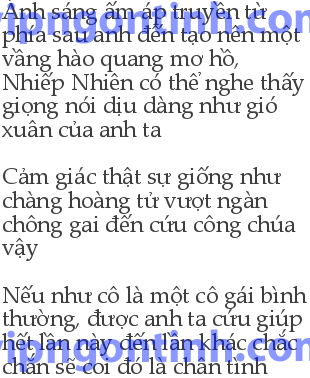 Ánh sáng ấm áp truyền từ
phía sau anh đến tạo nên một
vầng hào quang mơ hồ,
Nhiếp Nhiên có thể nghe thấy
giọng nói dịu dàng như gió
xuân của anh ta
Cảm giác thật sự giống như
chàng hoàng tử vượt ngàn
chông gai đến cứu công chúa
vậy
Nếu như cô là một cô gái bình
thường, được anh ta cứu giúp
hết lần này đến lần khác chắc
chắn sẽ coi đó là chân tình